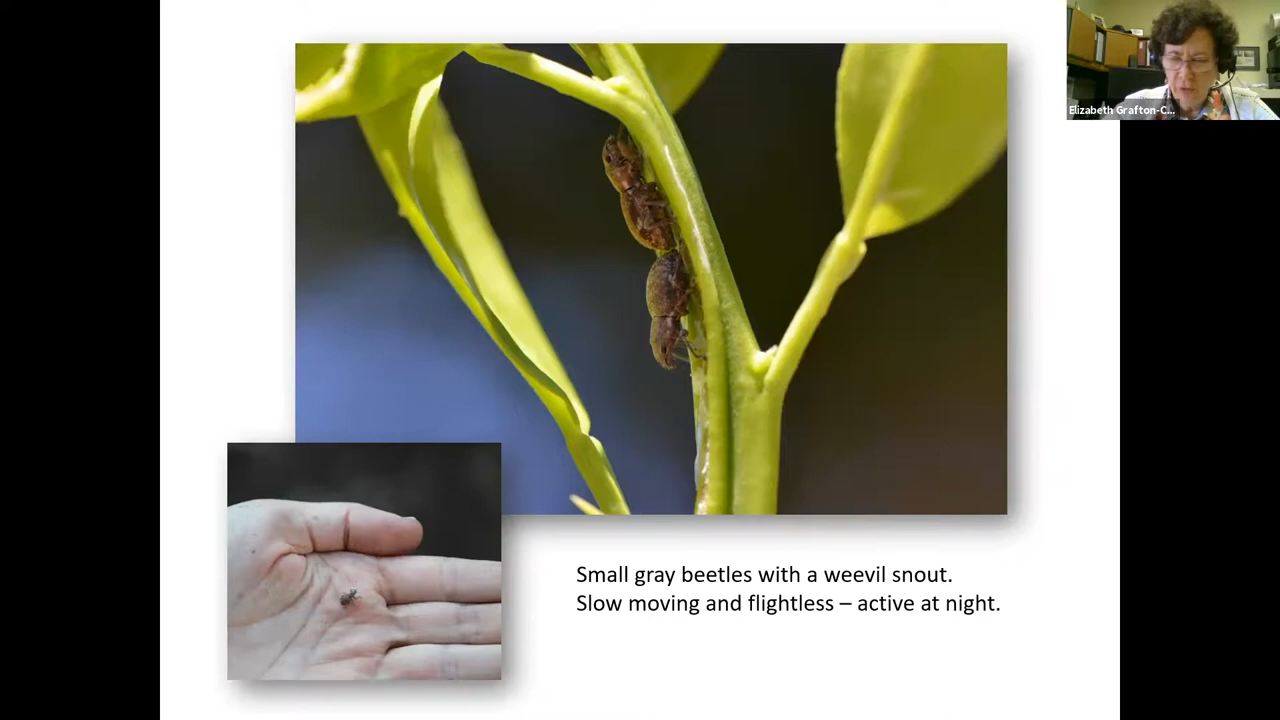 Elizabeth Grafton-C...
Small gray beetles with a weevil snout.
Slow moving and flightless – active at night.